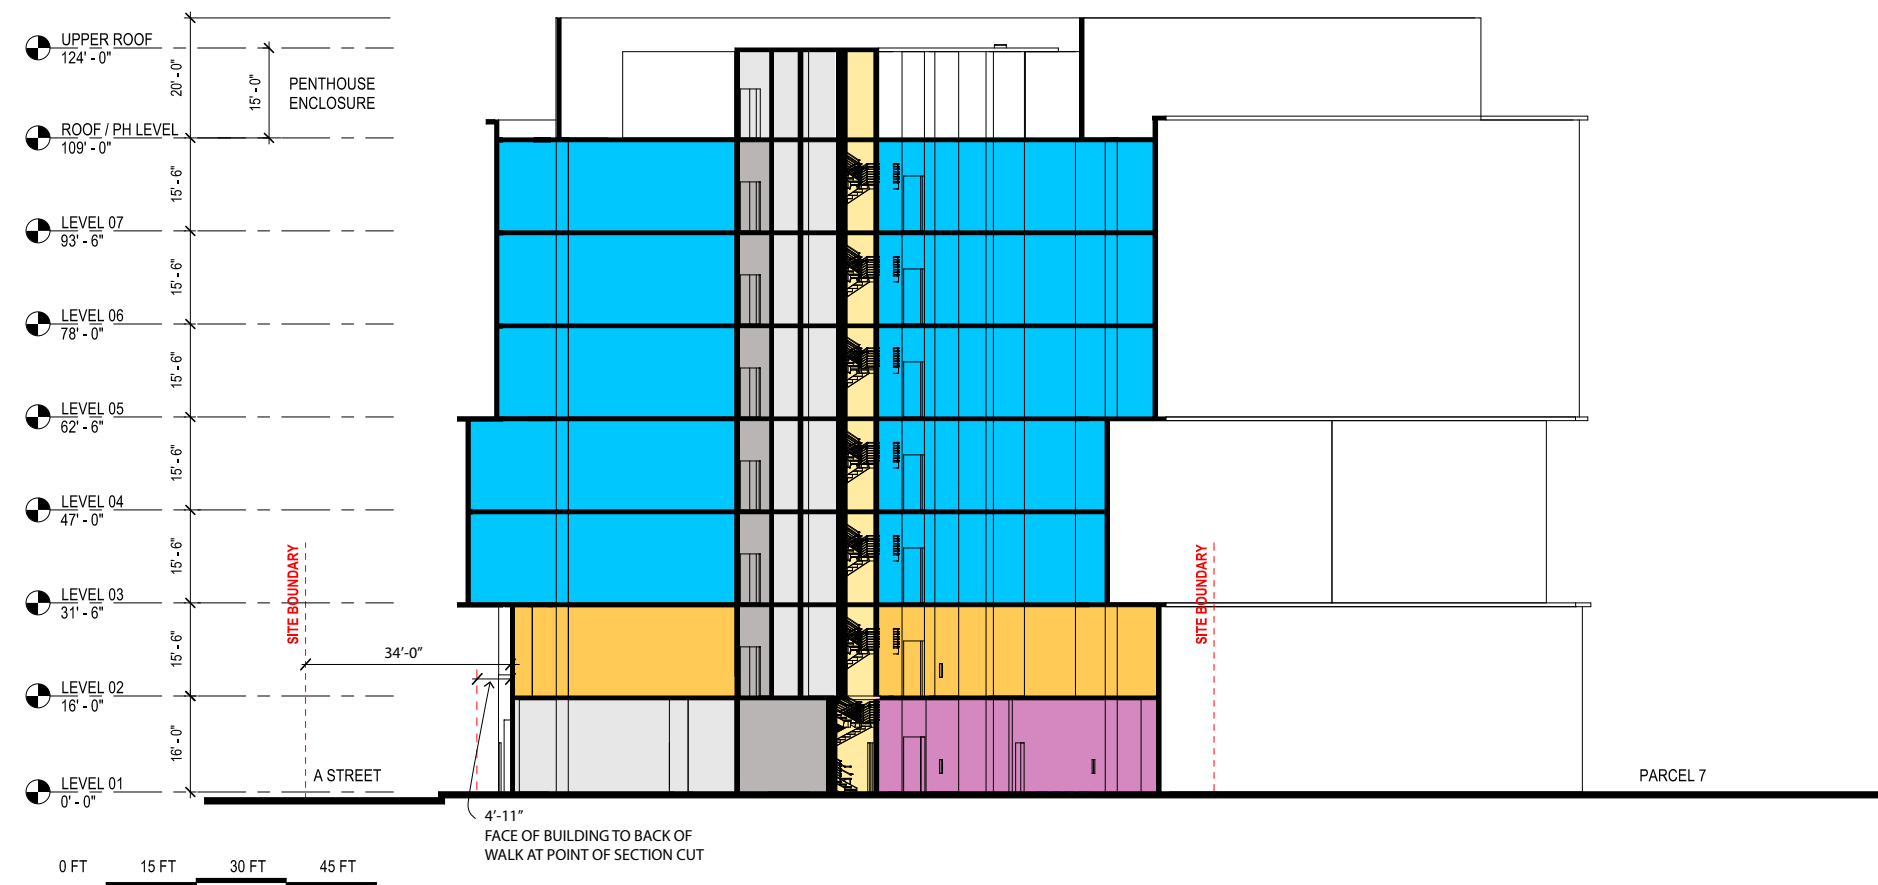 UPPER ROOF
124' - 0"
20' - 0"
15' - 0"
PENTHOUSE
ENCLOSURE
ROOF / PH LEVEL
109' - 0"
15' - 6"
LEVEL 07
93' - 6"
15' - 6"
LEVEL 06
78' - 0"
15' - 6"
LEVEL 05
62' - 6"
15' - 6"
LEVEL 04
47' - 0"
15' - 6"
LEVEL 03
31' - 6"
SITE BOUNDARY
SITE BOUNDARY
15' - 6"
34'-0"
LEVEL 02
16' - 0"
16' - 0"
A STREET
PARCEL 7
LEVEL 01
0' - 0"
4'-11"
FACE OF BUILDING TO BACK OF
WALK AT POINT OF SECTION CUT
0 FT 15 FT 30 FT 45 FT